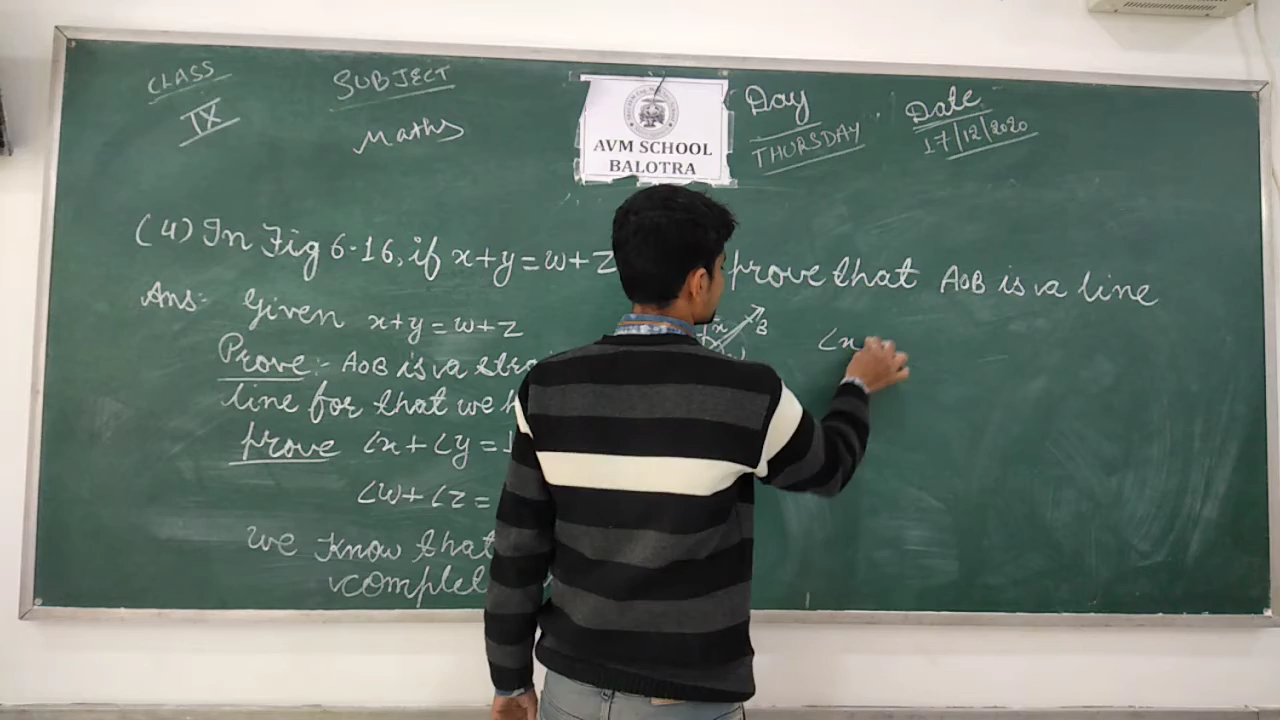 CLASS
IX
SUBJECT
Maths
AVM SCHOOL
BALOTRA
Day
THURSDAY
Date
17/12/2020
(4) In Fig 6.16, if x+y=w+z prove that AOB is a line
Ans: Given x+y=w+z
Prove:- AOB is a
line for that we
prove ∠x+∠y=
∠w+∠z=
we know that
x
B
∠x